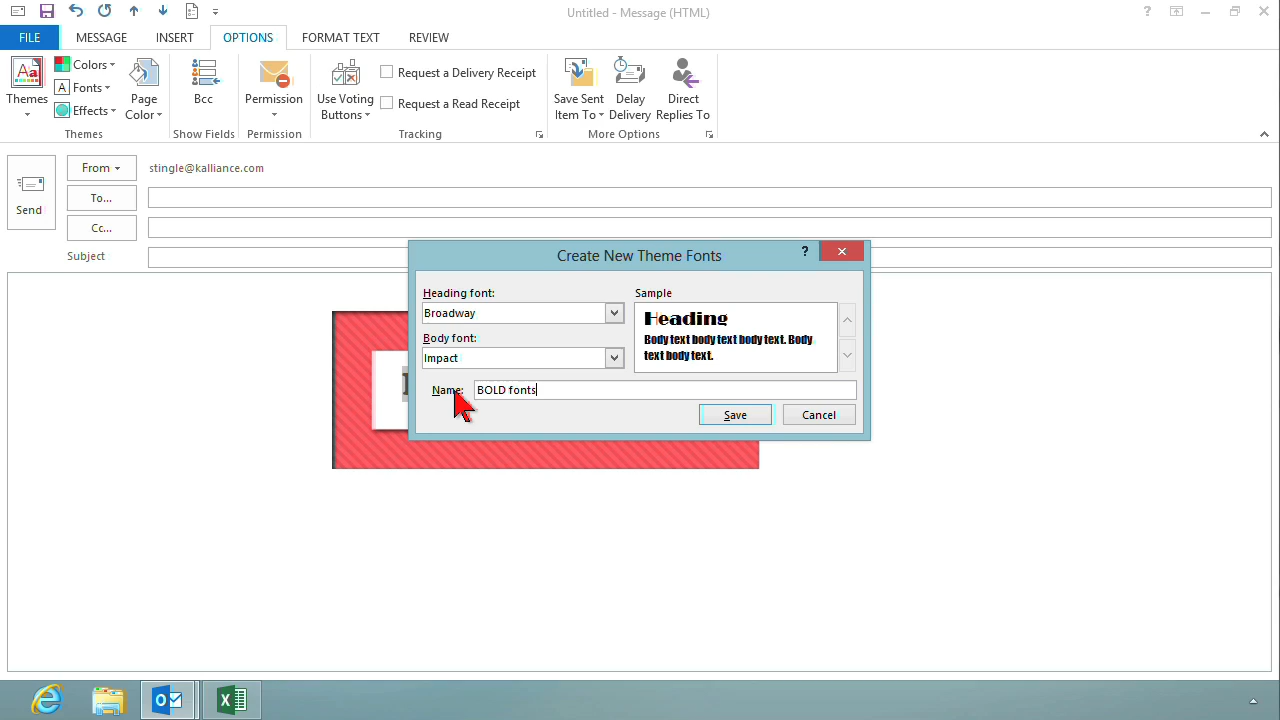 Untitled - Message (HTML)
FILE
MESSAGE
INSERT
OPTIONS
FORMAT TEXT
REVIEW
Themes
Colors
Fonts
Effects
Page
Color
Themes
Bcc
Show Fields
Permission
Permission
Use Voting
Buttons
Request a Delivery Receipt
Request a Read Receipt
Tracking
Save Sent
Item To
Delay
Delivery
Direct
Replies To
More Options
Send
From
stingle@kalliance.com
To...
Cc...
Subject
Create New Theme Fonts
Heading font:
Broadway
Body font:
Impact
Sample
Heading
Body text body text body text. Body
text body text.
Name:
BOLD fonts
Save
Cancel